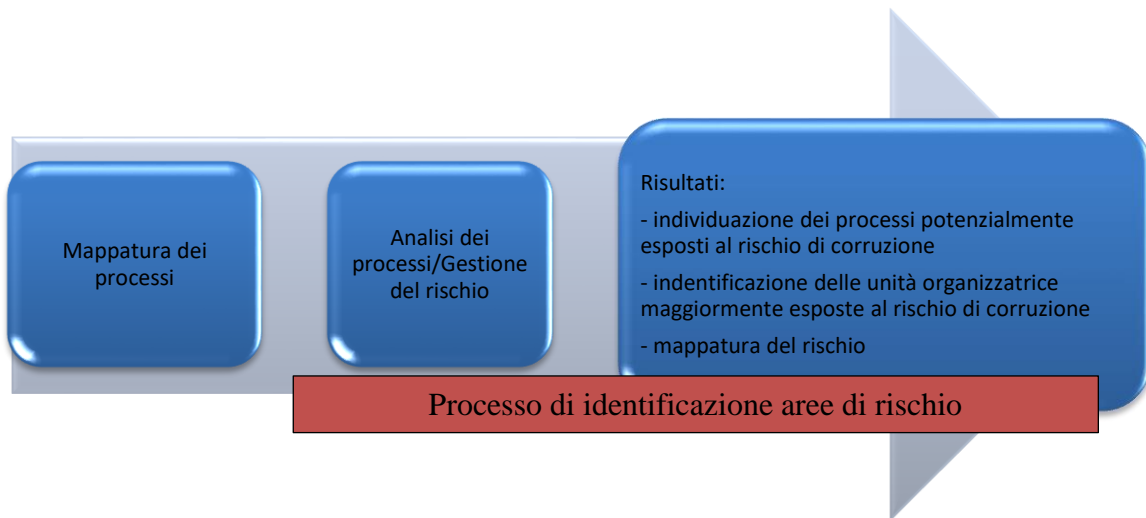 Mappatura dei
processi
Analisi dei
processi/Gestione
del rischio
Risultati:
- individuazione dei processi potenzialmente
esposti al rischio di corruzione
- indentificazione delle unità organizzatrice
maggiormente esposte al rischio di corruzione
- mappatura del rischio
Processo di identificazione aree di rischio